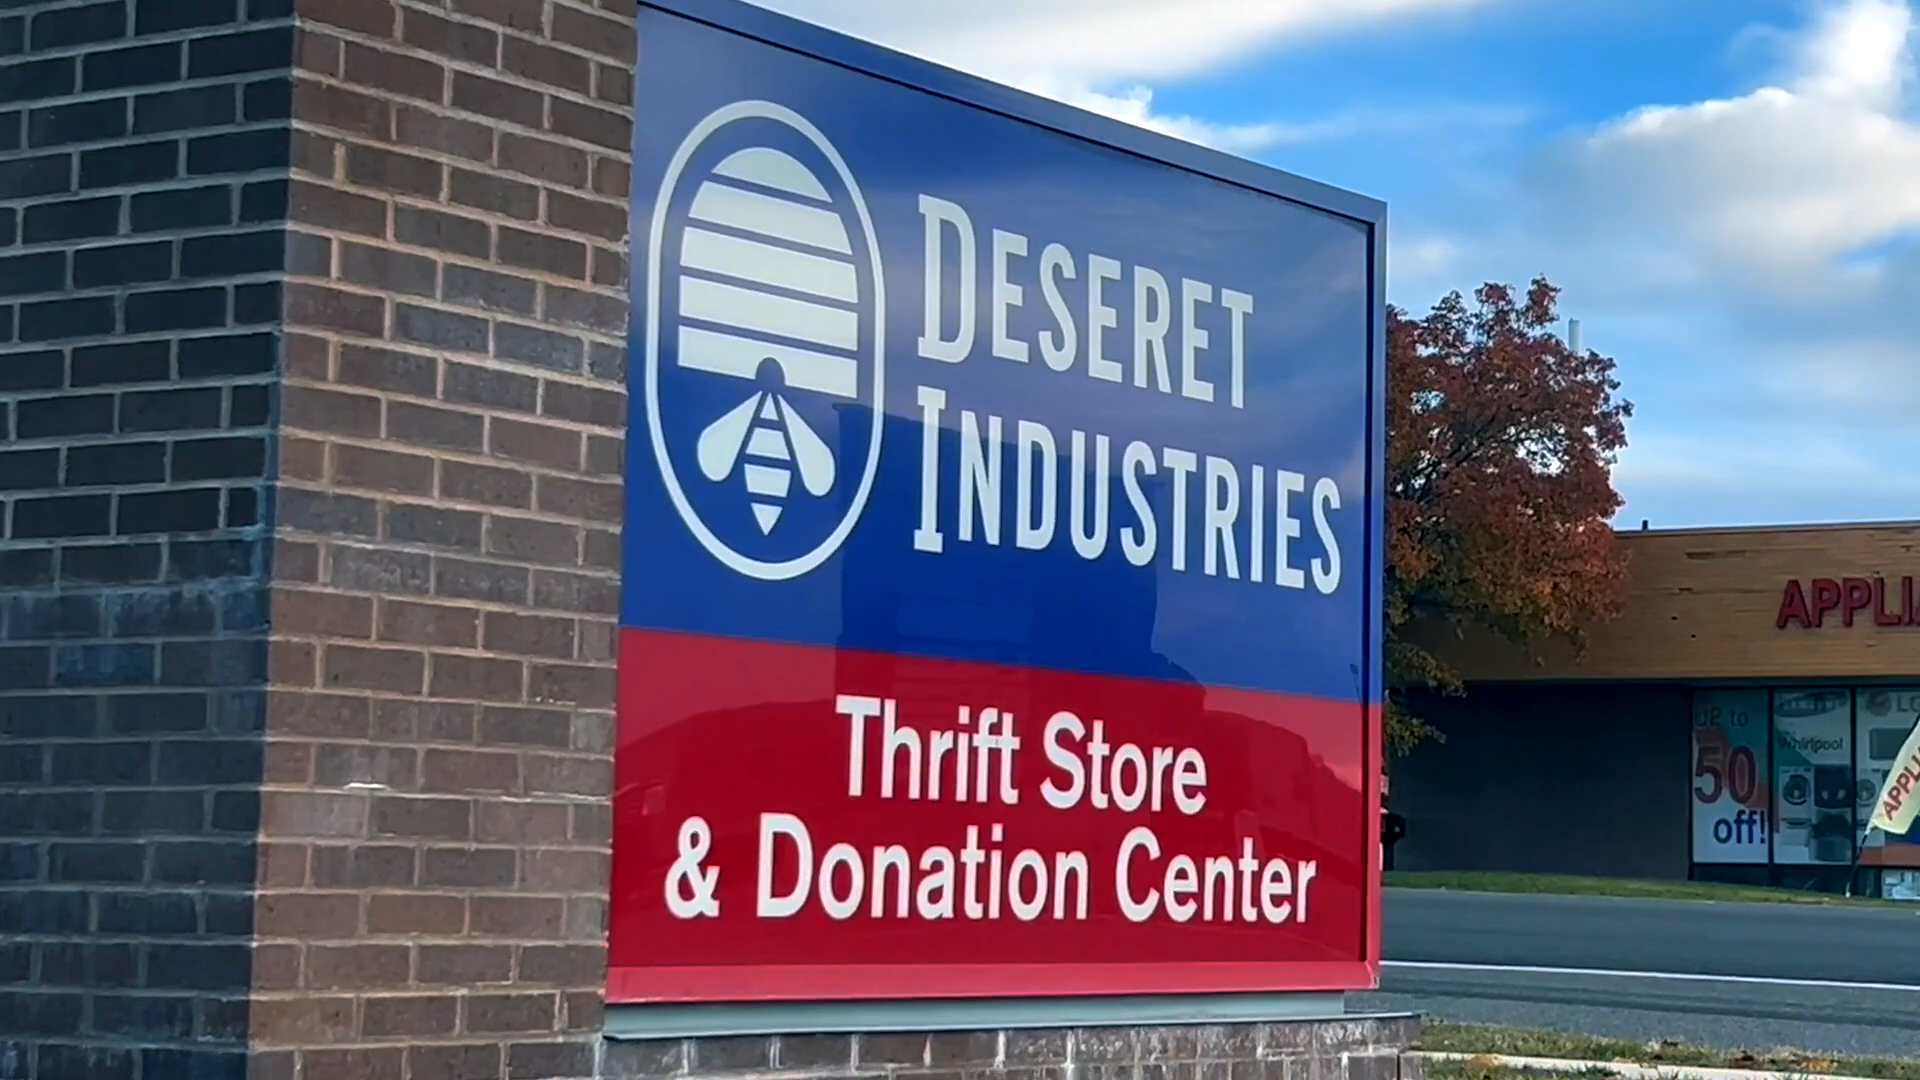 DESERET
INDUSTRIES
Thrift Store
& Donation Center
UP to
50
off!
Whirlpool